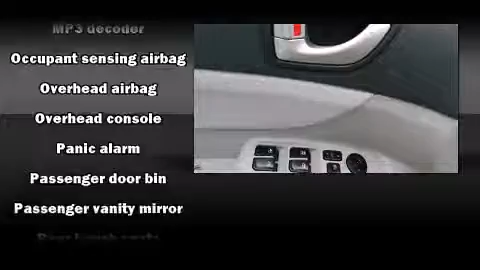 MP3 decoder
Occupant sensing airbag
Overhead airbag
Overhead console
Panic alarm
Passenger door bin
Passenger vanity mirror